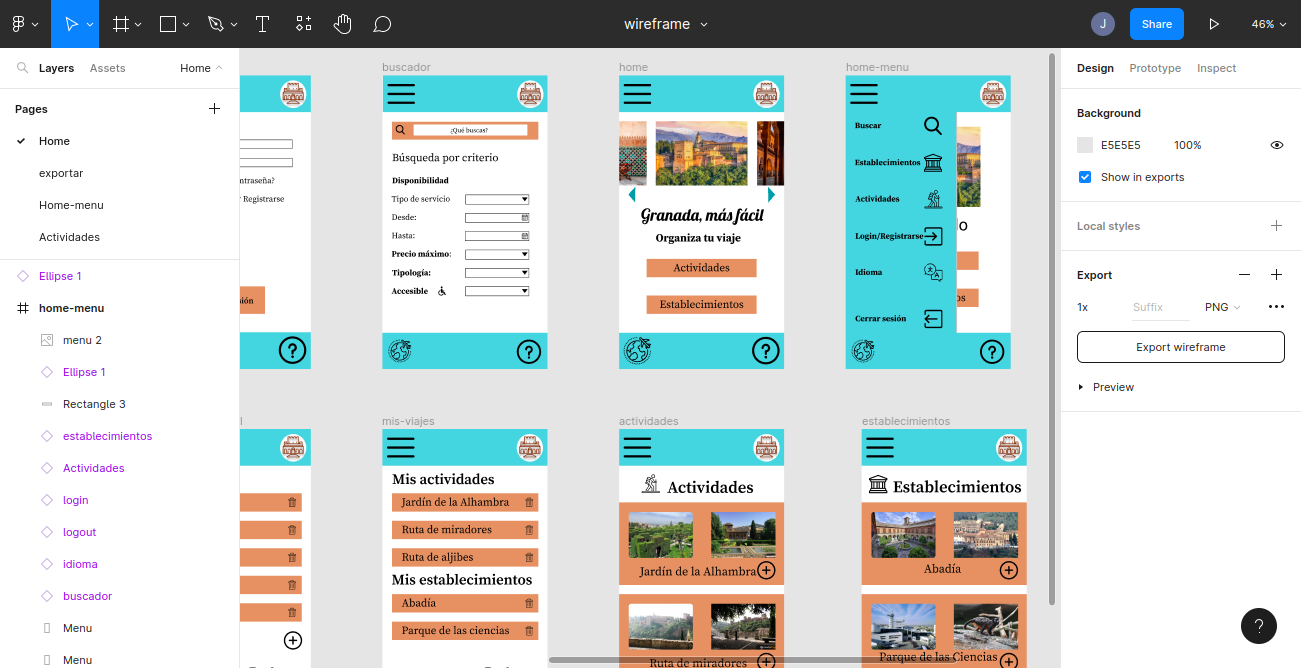 wireframe
J
Share
46%
Layers
Assets
Home
Pages
Home
exportar
Home-menu
Actividades
Ellipse 1
home-menu
menu 2
Ellipse 1
Rectangle 3
establecimientos
Actividades
login
logout
idioma
buscador
Menu
Menu
ntraseña?
Registrarse
sión
buscador
¿Qué buscas?
Búsqueda por criterio
Disponibilidad
Tipo de servicio
Desde:
Hasta:
Precio máximo:
Tipología:
Accesible
?
home
Granada, más fácil
Organiza tu viaje
Actividades
Establecimientos
?
home-menu
Buscar
Establecimientos
Actividades
Login/Registrarse
Idioma
Cerrar sesión
lo
os
?
?
mis-viajes
Mis actividades
Jardín de la Alhambra
Ruta de miradores
Ruta de aljibes
Mis establecimientos
Abadía
Parque de las ciencias
actividades
Actividades
Jardín de la Alhambra
Ruta de miradores
establecimientos
Establecimientos
Abadía
Parque de las Ciencias
Design
Prototype
Inspect
Background
E5E5E5
100%
Show in exports
Local styles
Export
1x
Suffix
PNG
Export wireframe
Preview
?